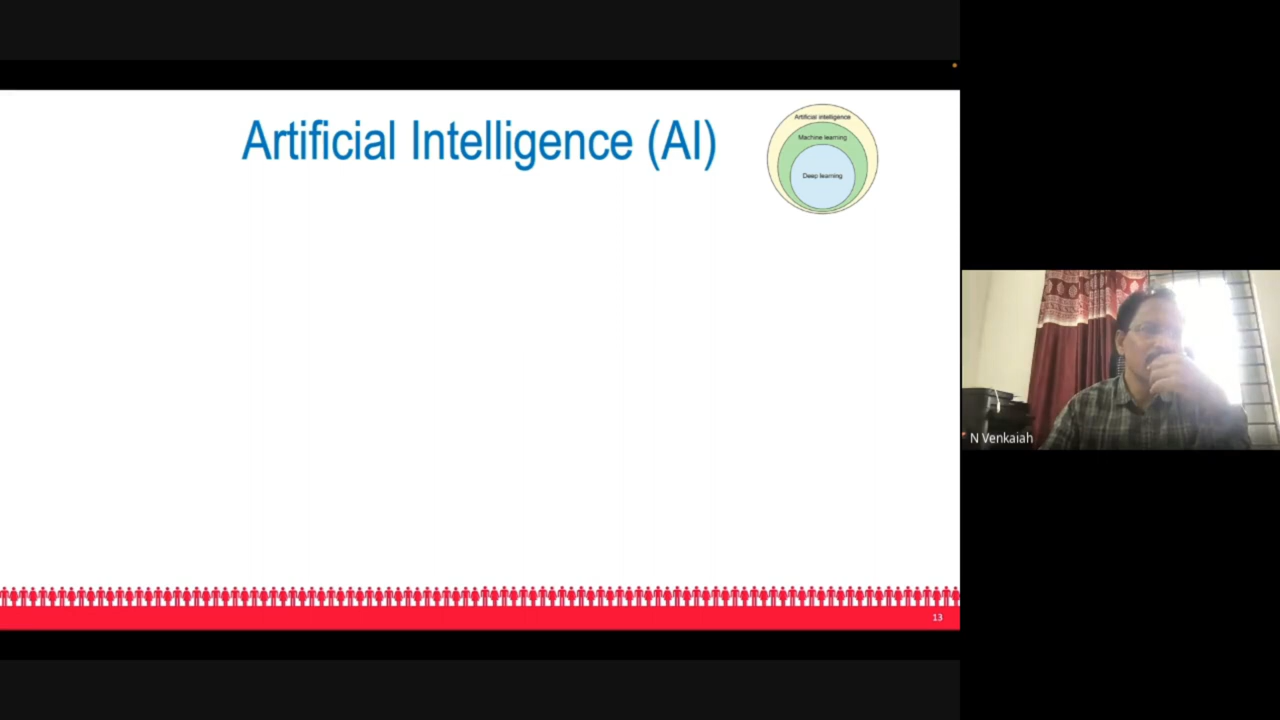 Artificial Intelligence (AI)
Artificial intelligence
Machine learning
Deep learning
N Venkaiah
13